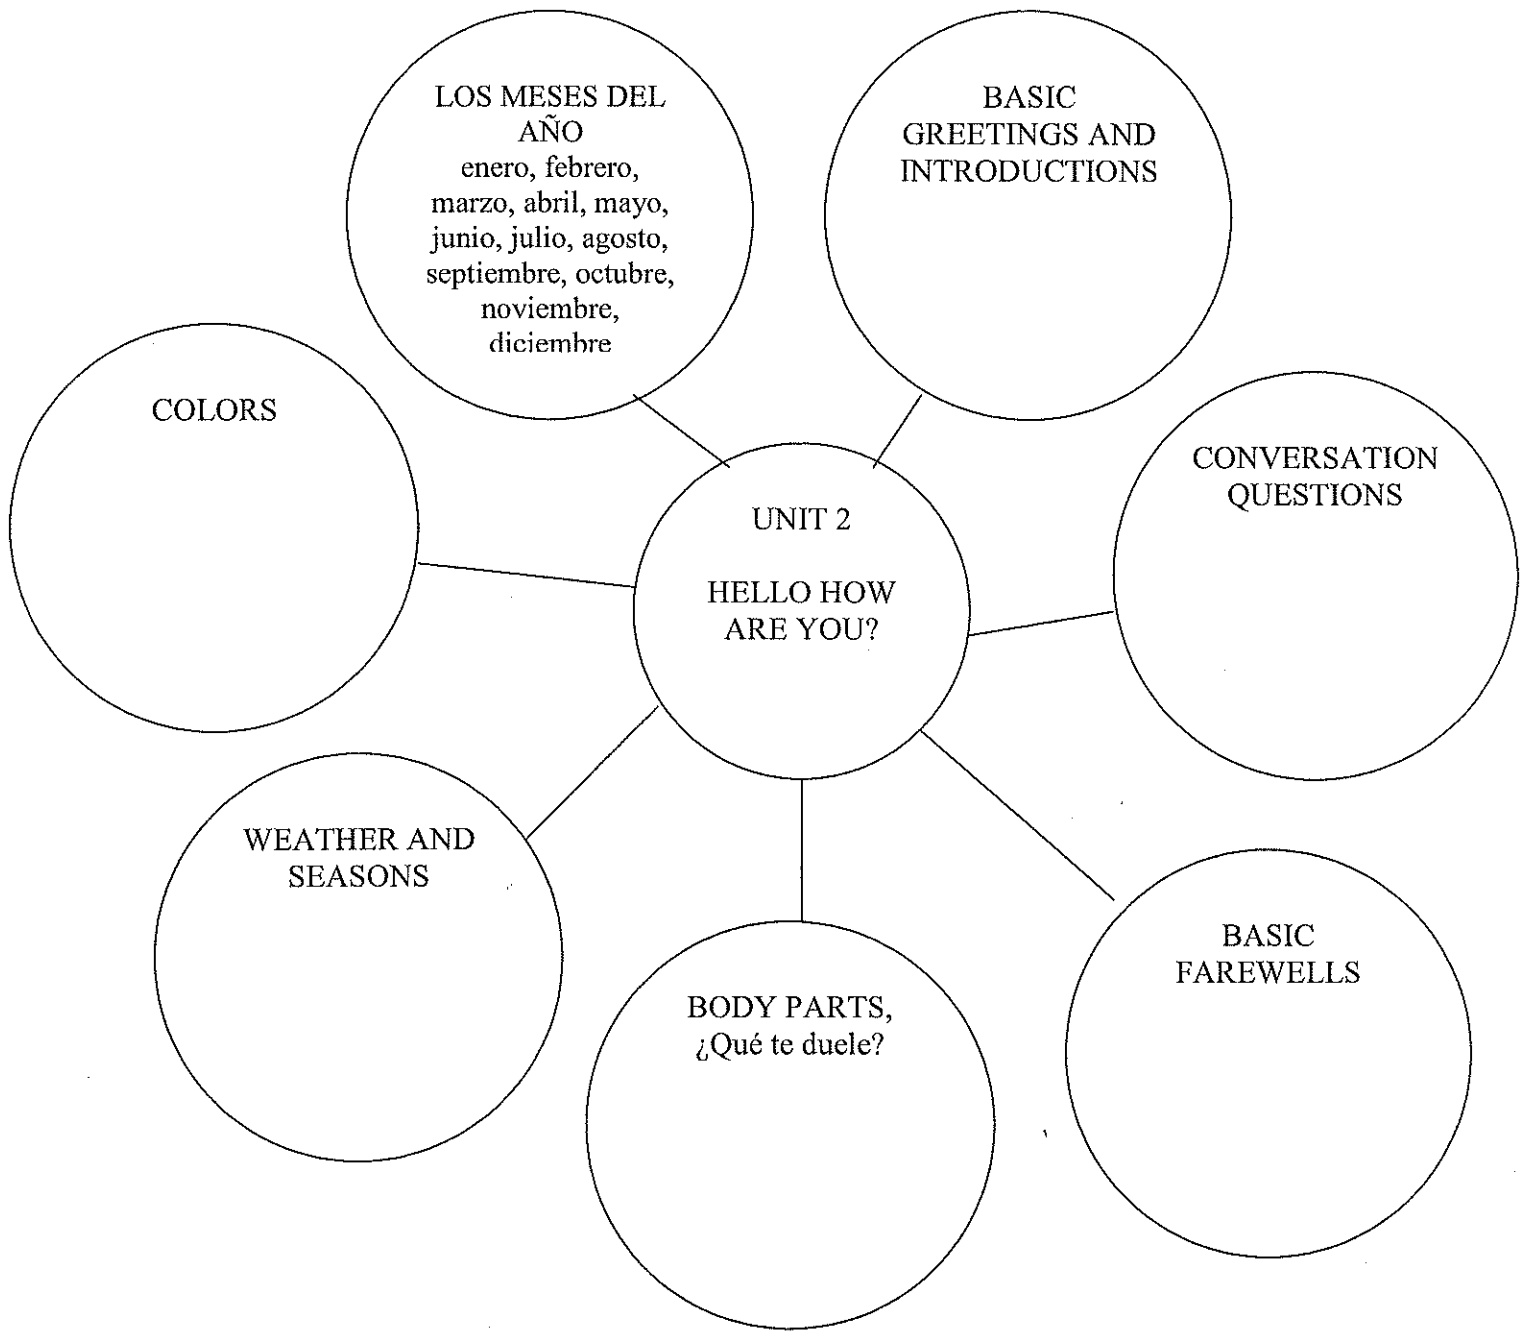 LOS MESES DEL
AÑO
enero, febrero,
marzo, abril, mayo,
junio, julio, agosto,
septiembre, octubre,
noviembre,
diciembre
BASIC
GREETINGS AND
INTRODUCTIONS
COLORS
CONVERSATION
QUESTIONS
UNIT 2
HELLO HOW
ARE YOU?
WEATHER AND
SEASONS
BODY PARTS,
¿Qué te duele?
BASIC
FAREWELLS